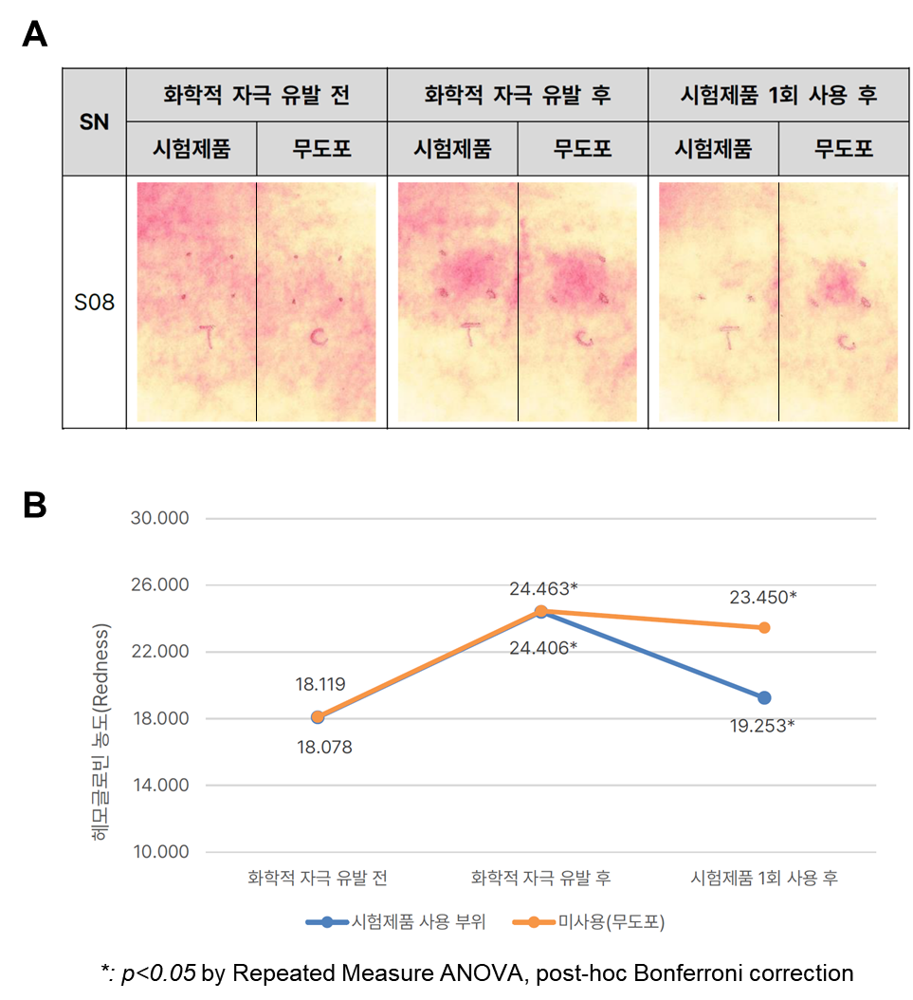 A
SN
화학적 자극 유발 전
화학적 자극 유발 후
시험제품 1회 사용 후
시험제품
무도포
시험제품
무도포
시험제품
무도포
S08
T
C
T
C
T
C
B
헤모글로빈 농도(Redness)
30.000
26.000
22.000
18.000
14.000
10.000
18.119
18.078
24.463*
24.406*
23.450*
19.253*
화학적 자극 유발 전
화학적 자극 유발 후
시험제품 1회 사용 후
시험제품 사용 부위
미사용(무도포)
*: p<0.05 by Repeated Measure ANOVA, post-hoc Bonferroni correction